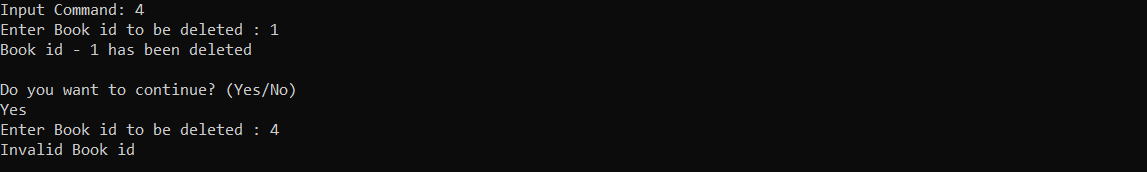 Input Command: 4
Enter Book id to be deleted : 1
Book id - 1 has been deleted
Do you want to continue? (Yes/No)
Yes
Enter Book id to be deleted : 4
Invalid Book id